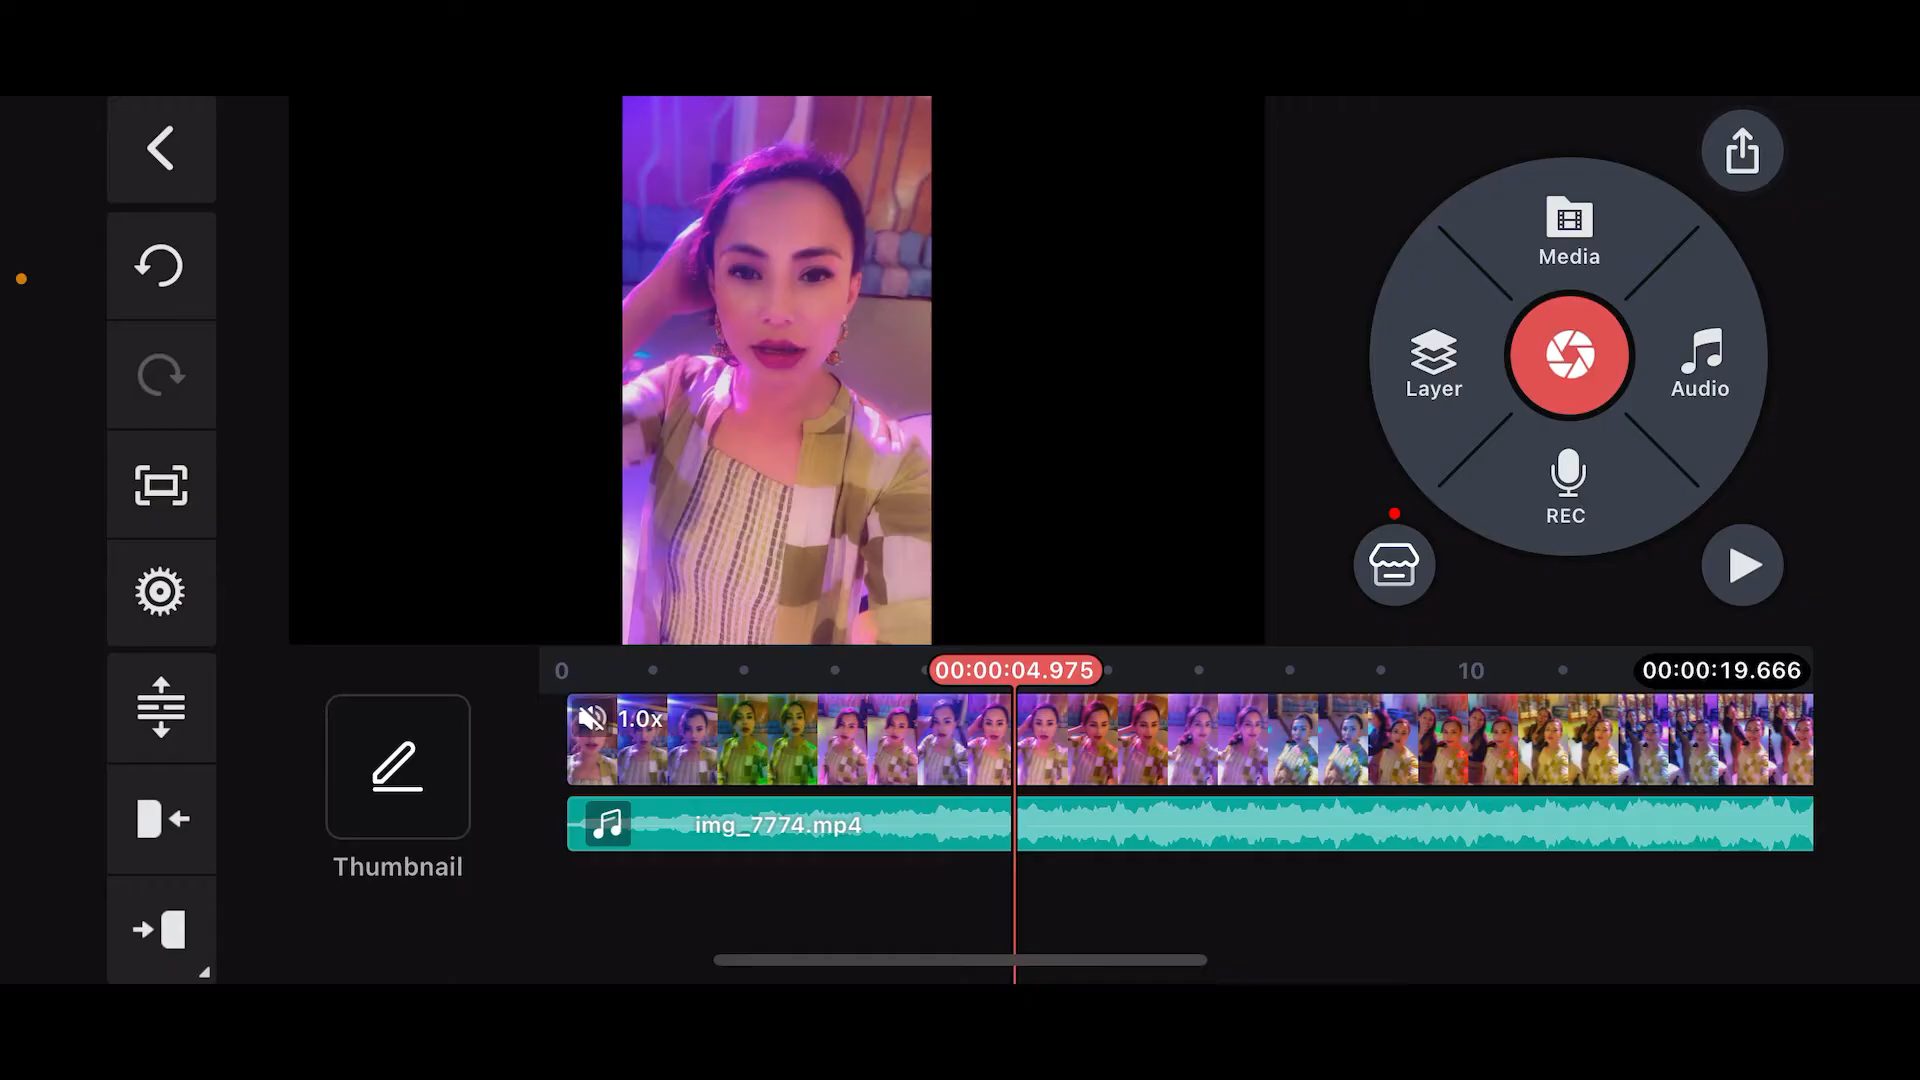 Media
Layer
Audio
REC
0
00:00:04.975
10
00:00:19.666
1.0x
img_7774.mp4
Thumbnail